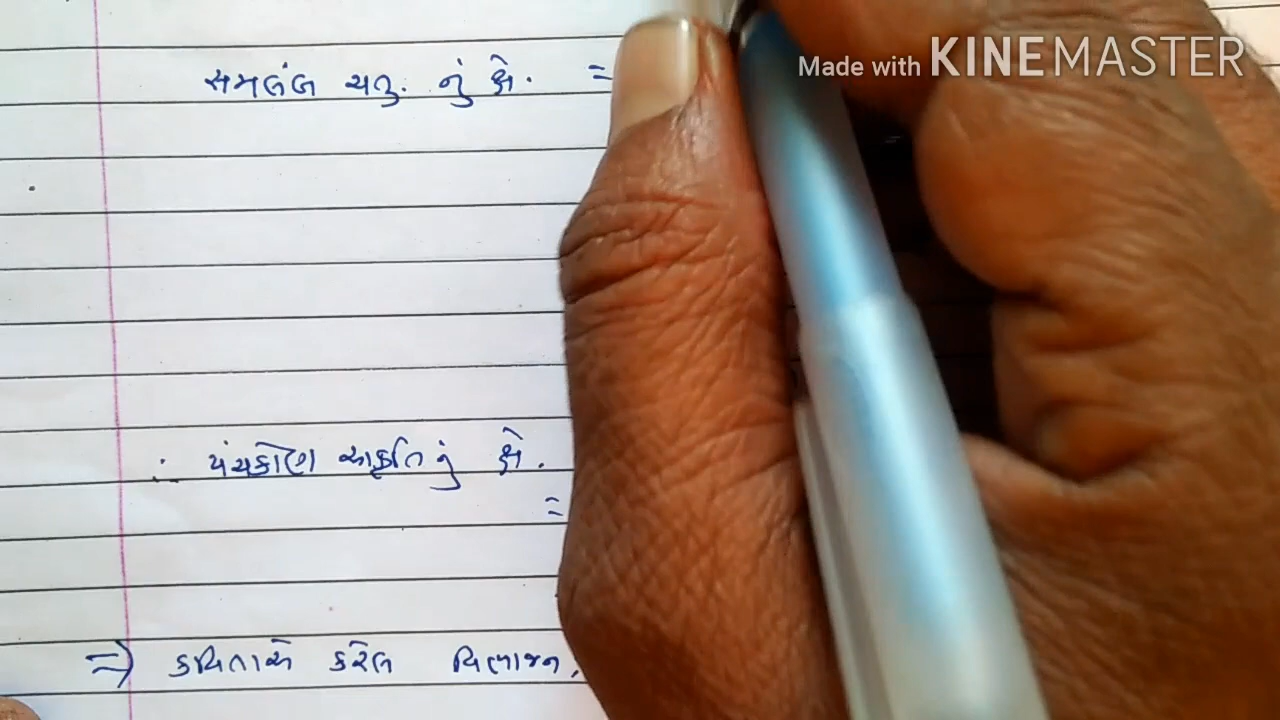 Made with KINEMASTER
સમલંબ ચતુ. નું ક્ષે. =
∴ પંચકોણ આકૃતિ નું ક્ષે.
=
⇒ કવિતાએ કરેલ વિભાજન,